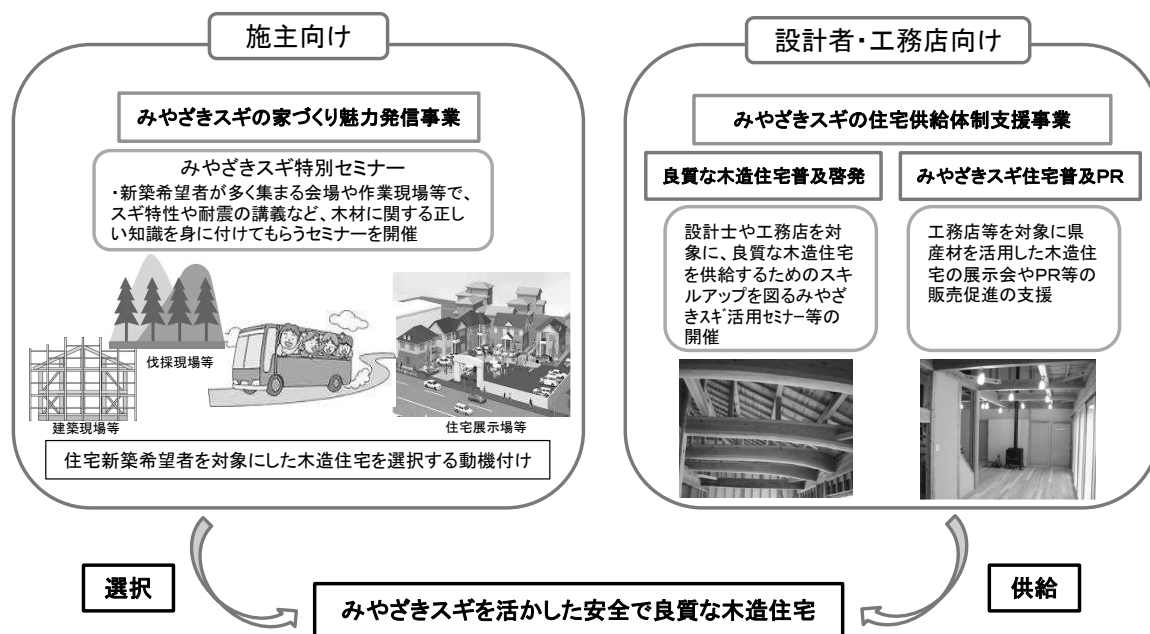 施主向け
みやざきスギの家づくり魅力発信事業
みやざきスギ特別セミナー
・新築希望者が多く集まる会場や作業現場等で、
スギ特性や耐震の講義など、木材に関する正し
い知識を身に付けてもらうセミナーを開催
伐採現場等
建築現場等
住宅展示場等
住宅新築希望者を対象にした木造住宅を選択する動機付け
設計者・工務店向け
みやざきスギの住宅供給体制支援事業
良質な木造住宅普及啓発
設計士や工務店を対
象に、良質な木造住宅
を供給するためのスキ
ルアップを図るみやざ
きスギ活用セミナー等の
開催
みやざきスギ住宅普及PR
工務店等を対象に県
産材を活用した木造住
宅の展示会やPR等の
販売促進の支援
選択
供給
みやざきスギを活かした安全で良質な木造住宅